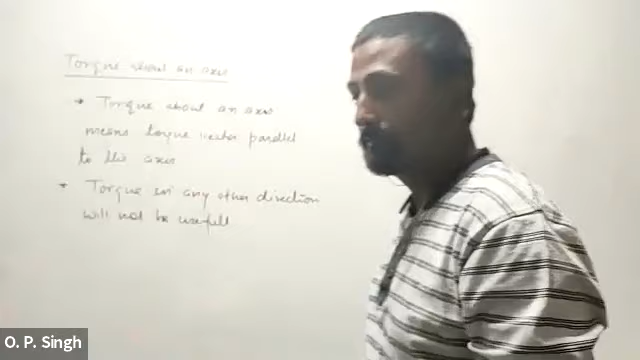 Torque about an axis
* Torque about an axis
means torque vector parallel
to the axis
* Torque in any other direction
will not be usefull
O. P. Singh